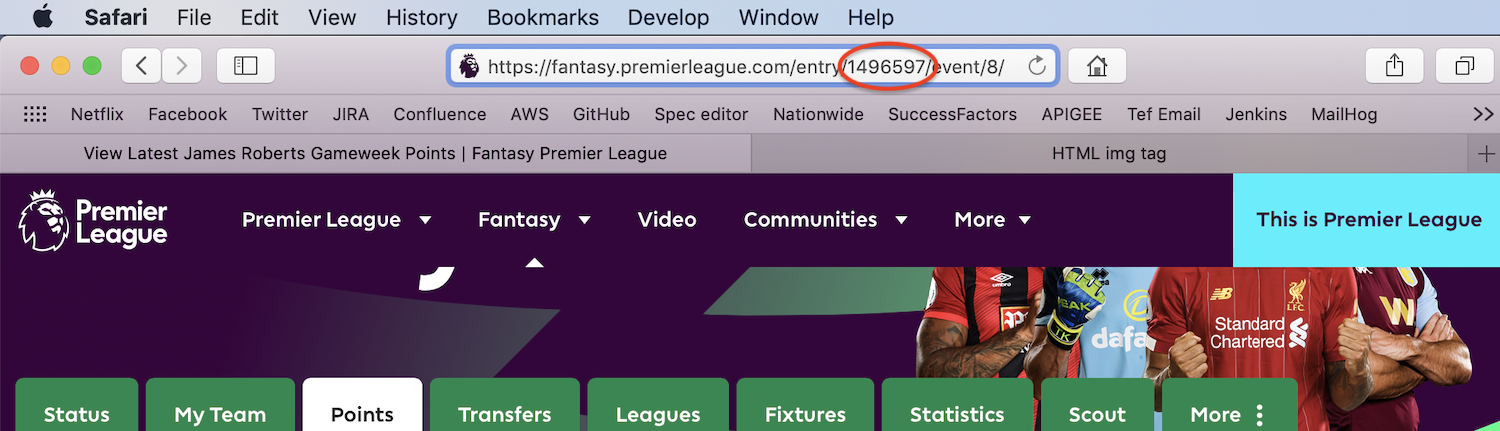 Safari File Edit View History Bookmarks Develop Window Help
https://fantasy.premierleague.com/entry/1496597/event/8/
Netflix Facebook Twitter JIRA Confluence AWS GitHub Spec editor Nationwide SuccessFactors APIGEE Tef Email Jenkins MailHog
View Latest James Roberts Gameweek Points | Fantasy Premier League HTML img tag
Premier League
Premier League Fantasy Video Communities More
This is Premier League
umbro
NB
L.F.C.
Standard
Chartered
dafa
Status My Team Points Transfers Leagues Fixtures Statistics Scout More